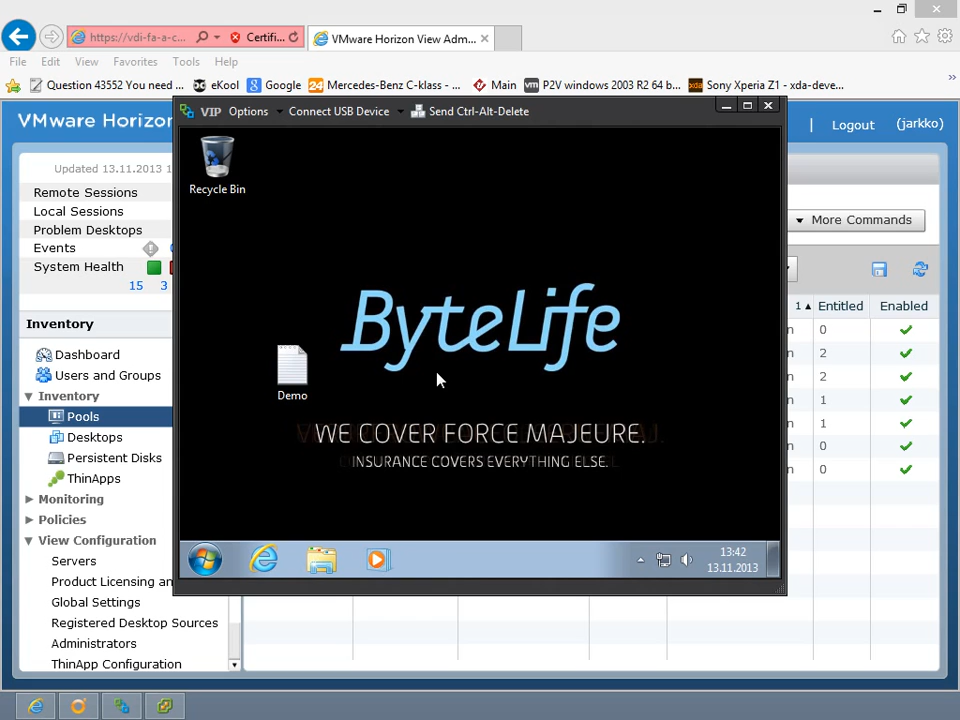 https://vdi-fa-a-c...
Certifi...
VMware Horizon View Adm...
File Edit View Favorites Tools Help
Question 43552 You need ... eKool Google Mercedes-Benz C-klass - ... Main P2V windows 2003 R2 64 b... Sony Xperia Z1 - xda-deve...
VMware Horizon
Logout (jarkko)
VIP Options Connect USB Device Send Ctrl-Alt-Delete
Updated 13.11.2013 1
Remote Sessions
Local Sessions
Problem Desktops
Events
System Health
15 3
More Commands
Inventory
Dashboard
Users and Groups
Inventory
Pools
Desktops
Persistent Disks
ThinApps
Monitoring
Policies
View Configuration
Servers
Product Licensing an
Global Settings
Registered Desktop Sources
Administrators
ThinApp Configuration
Recycle Bin
ByteLife
Demo
WE COVER FORCE MAJEURE.
INSURANCE COVERS EVERYTHING ELSE.
13:42
13.11.2013
1 Entitled Enabled
n 0
n 2
n 2
n 1
n 1
n 0
n 0